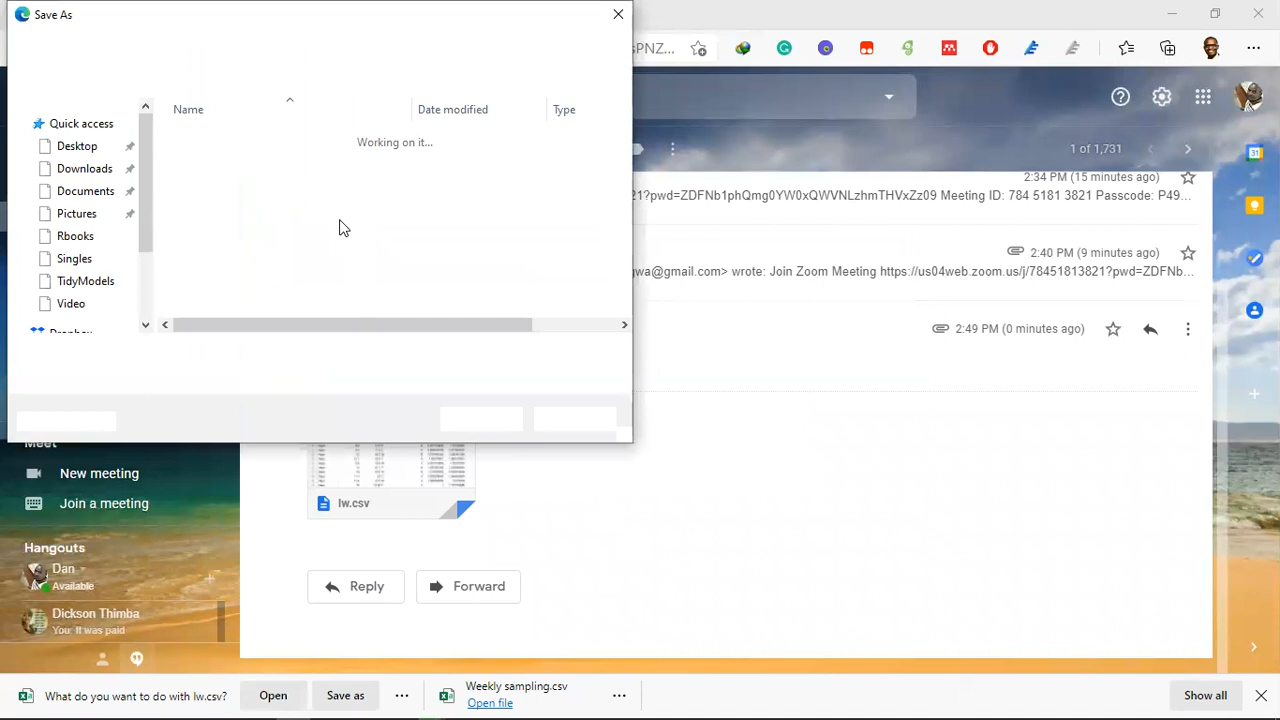 Save As
Name
Date modified
Type
Working on it...
Quick access
Desktop
Downloads
Documents
Pictures
Rbooks
Singles
TidyModels
Video
Dropbox
gPNZ...
1 of 1,731
2:34 PM (15 minutes ago)
21?pwd=ZDFNb1phQmg0YW0xQWVNLzhmTHVxZz09 Meeting ID: 784 5181 3821 Passcode: P49...
2:40 PM (9 minutes ago)
gwa@gmail.com> wrote: Join Zoom Meeting https://us04web.zoom.us/j/78451813821?pwd=ZDFNb...
2:49 PM (0 minutes ago)
lw.csv
Reply
Forward
Meet
New meeting
Join a meeting
Hangouts
Dan
Available
Dickson Thimba
You: It was paid
What do you want to do with lw.csv?
Open
Save as
Weekly sampling.csv
Open file
Show all